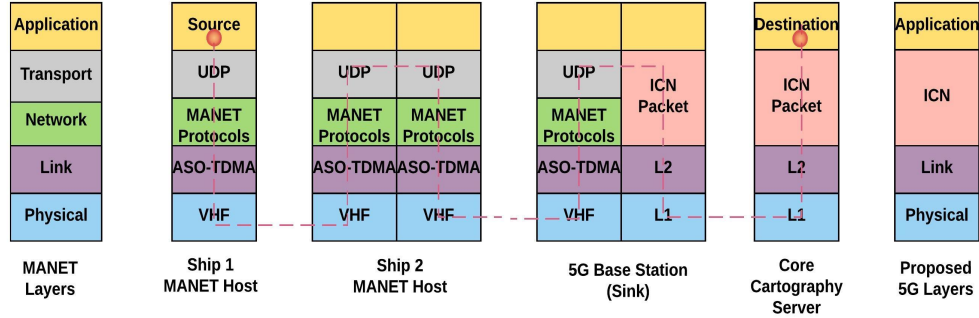 Application Source Destination Application
Transport UDP UDP UDP UDP ICN Packet ICN Packet ICN
Network MANET Protocols MANET Protocols MANET Protocols MANET Protocols
Link ASO-TDMA ASO-TDMA ASO-TDMA ASO-TDMA L2 L2 Link
Physical VHF VHF VHF VHF L1 L1 Physical
MANET Layers
Ship 1
MANET Host
Ship 2
MANET Host
5G Base Station
(Sink)
Core
Cartography
Server
Proposed
5G Layers